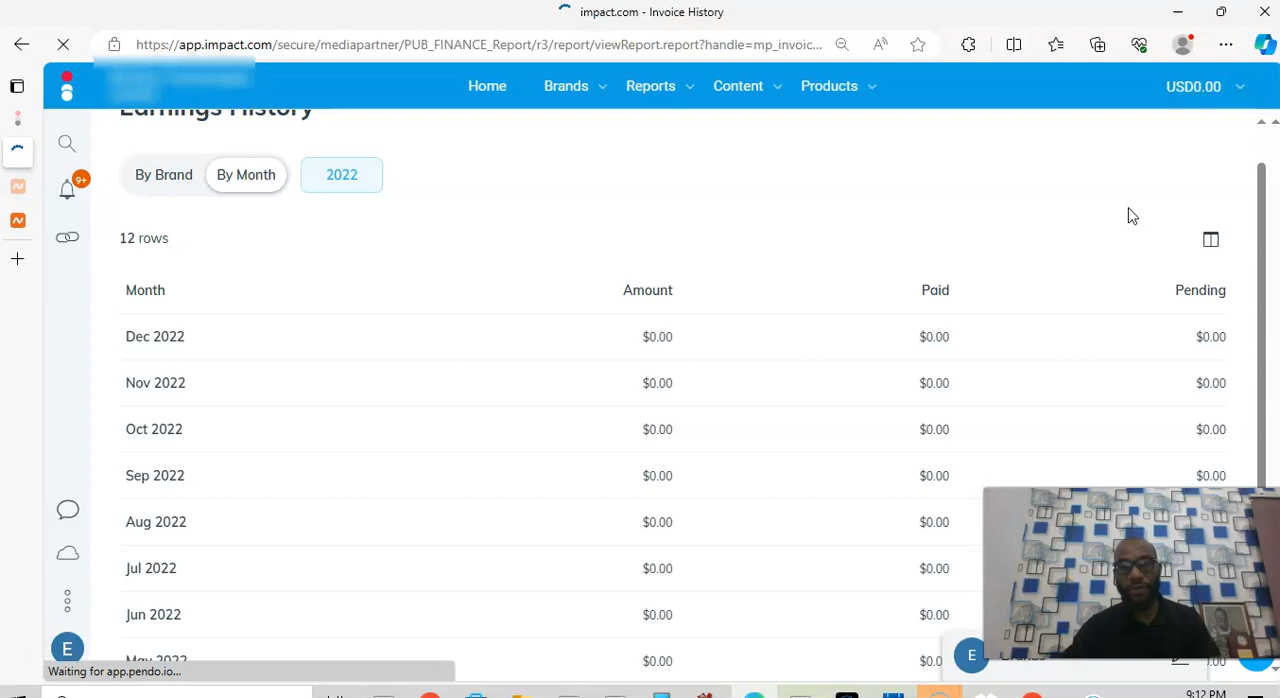 impact.com - Invoice History
https://app.impact.com/secure/mediapartner/PUB_FINANCE_Report/r3/report/viewReport.report?handle=mp_invoic...
Home Brands Reports Content Products USD0.00
Earnings History
By Brand By Month 2022
9+
12 rows
Month Amount Paid Pending
Dec 2022 $0.00 $0.00 $0.00
Nov 2022 $0.00 $0.00 $0.00
Oct 2022 $0.00 $0.00 $0.00
Sep 2022 $0.00 $0.00 $0.00
Aug 2022 $0.00
Jul 2022 $0.00 $0.00
Jun 2022 $0.00 $0.00
May 2022 $0.00
E
E
Waiting for app.pendo.io...
9:12 PM